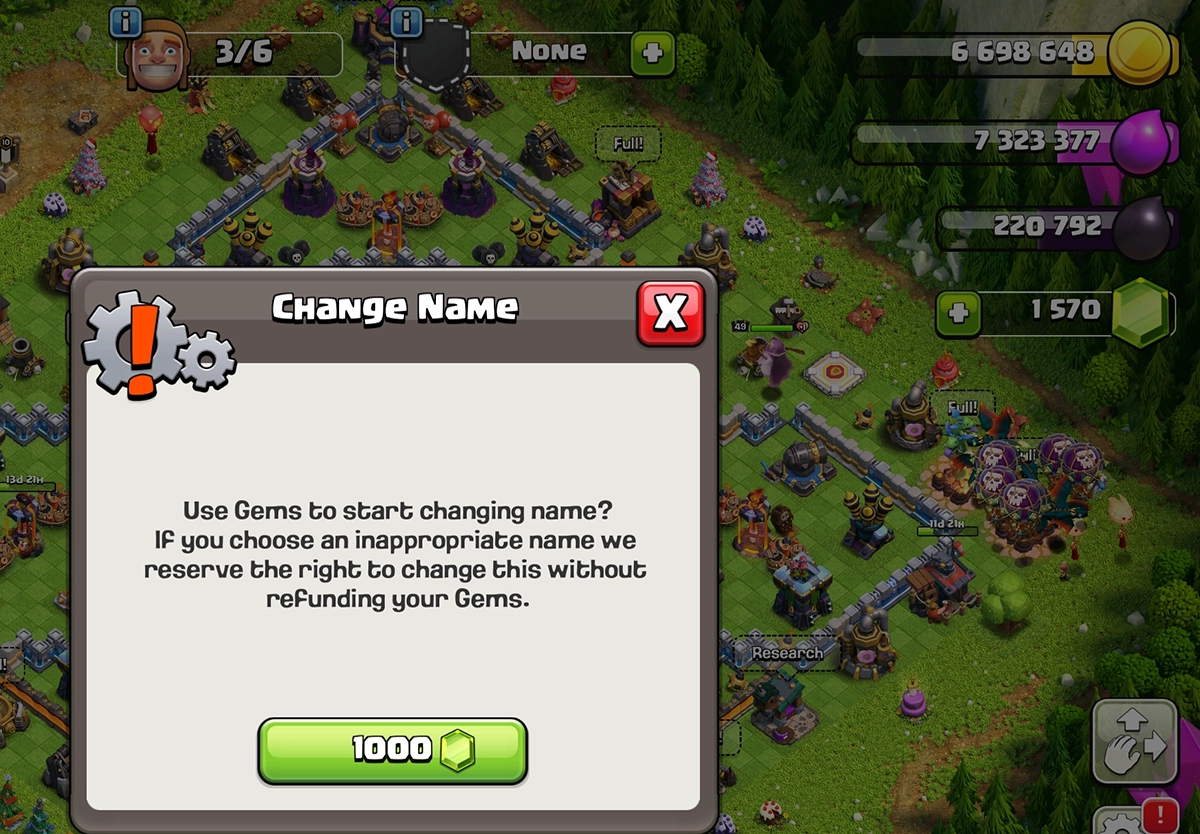 3/6
None
6 698 648
7 323 377
220 792
1 570
Full!
Change Name
X
49
Full!
13d 21H
11d 21H
Use Gems to start changing name?
If you choose an inappropriate name we
reserve the right to change this without
refunding your Gems.
Research
1000